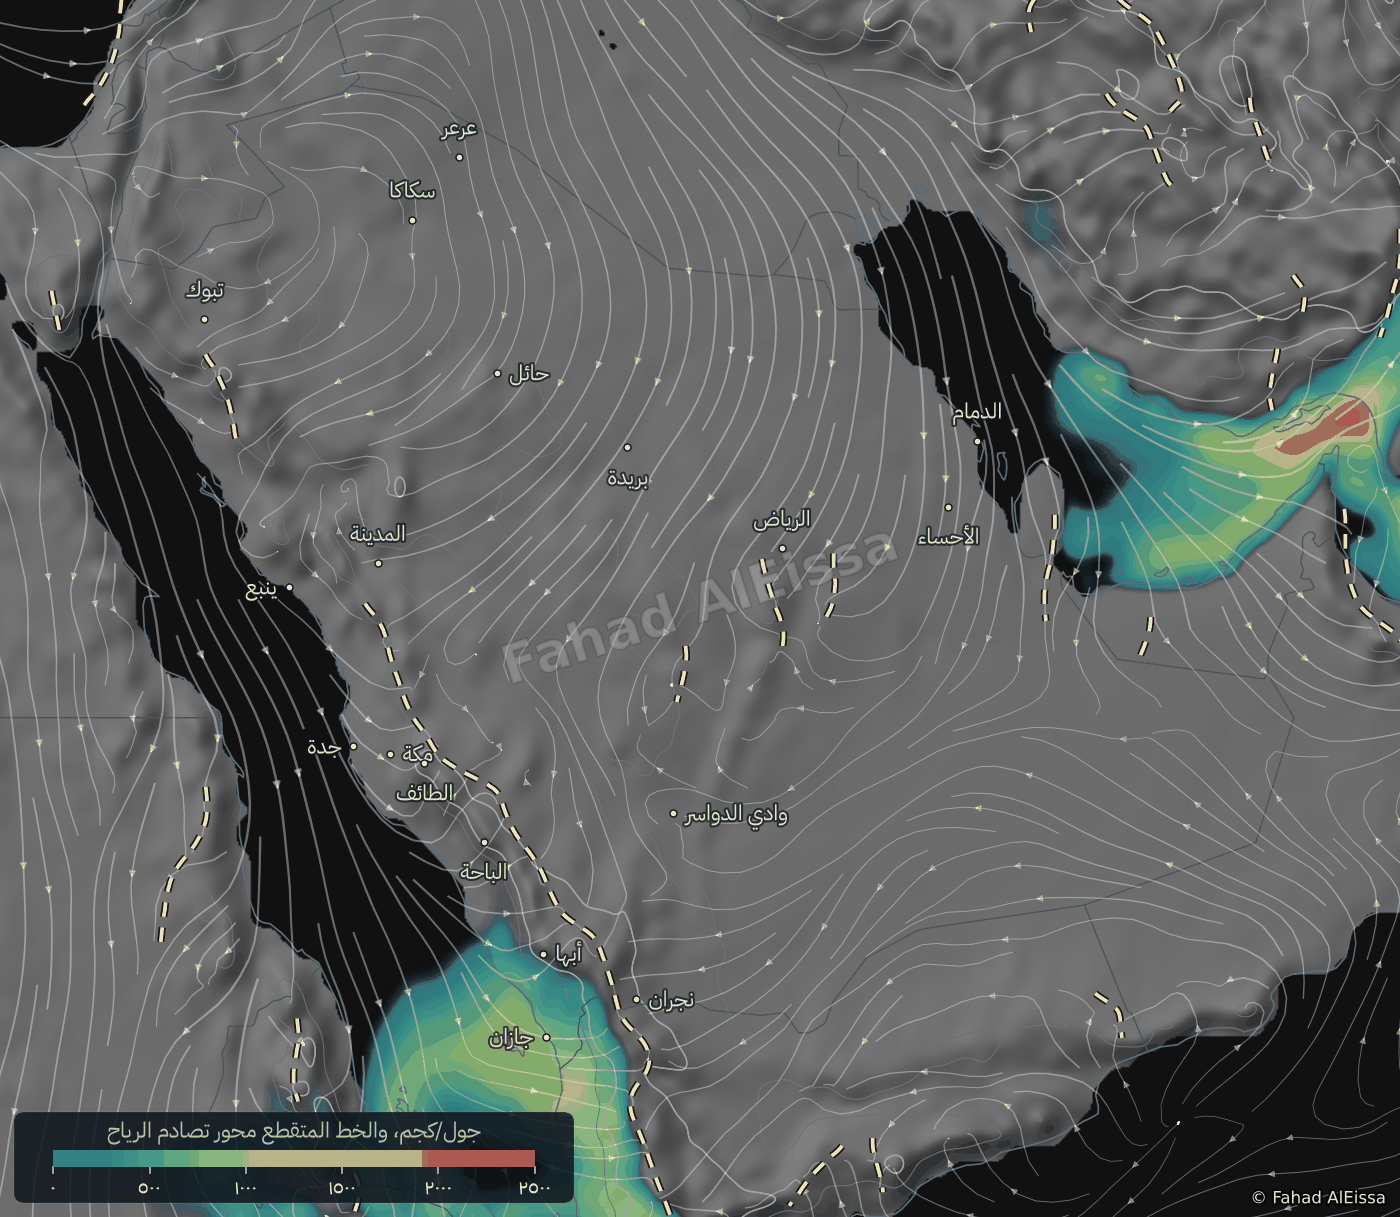 عرعر
سكاكا
تبوك
حائل
الدمام
بريدة
الرياض
المدينة
الأحساء
ينبع
Fahad AlEissa
جدة
مكة
الطائف
وادي الدواسر
الباحة
أبها
نجران
جازان
جول/كجم، والخط المتقطع محور تصادم الرياح
٠ ٥٠٠ ١٠٠٠ ١٥٠٠ ٢٠٠٠ ٢٥٠٠
© Fahad AlEissa